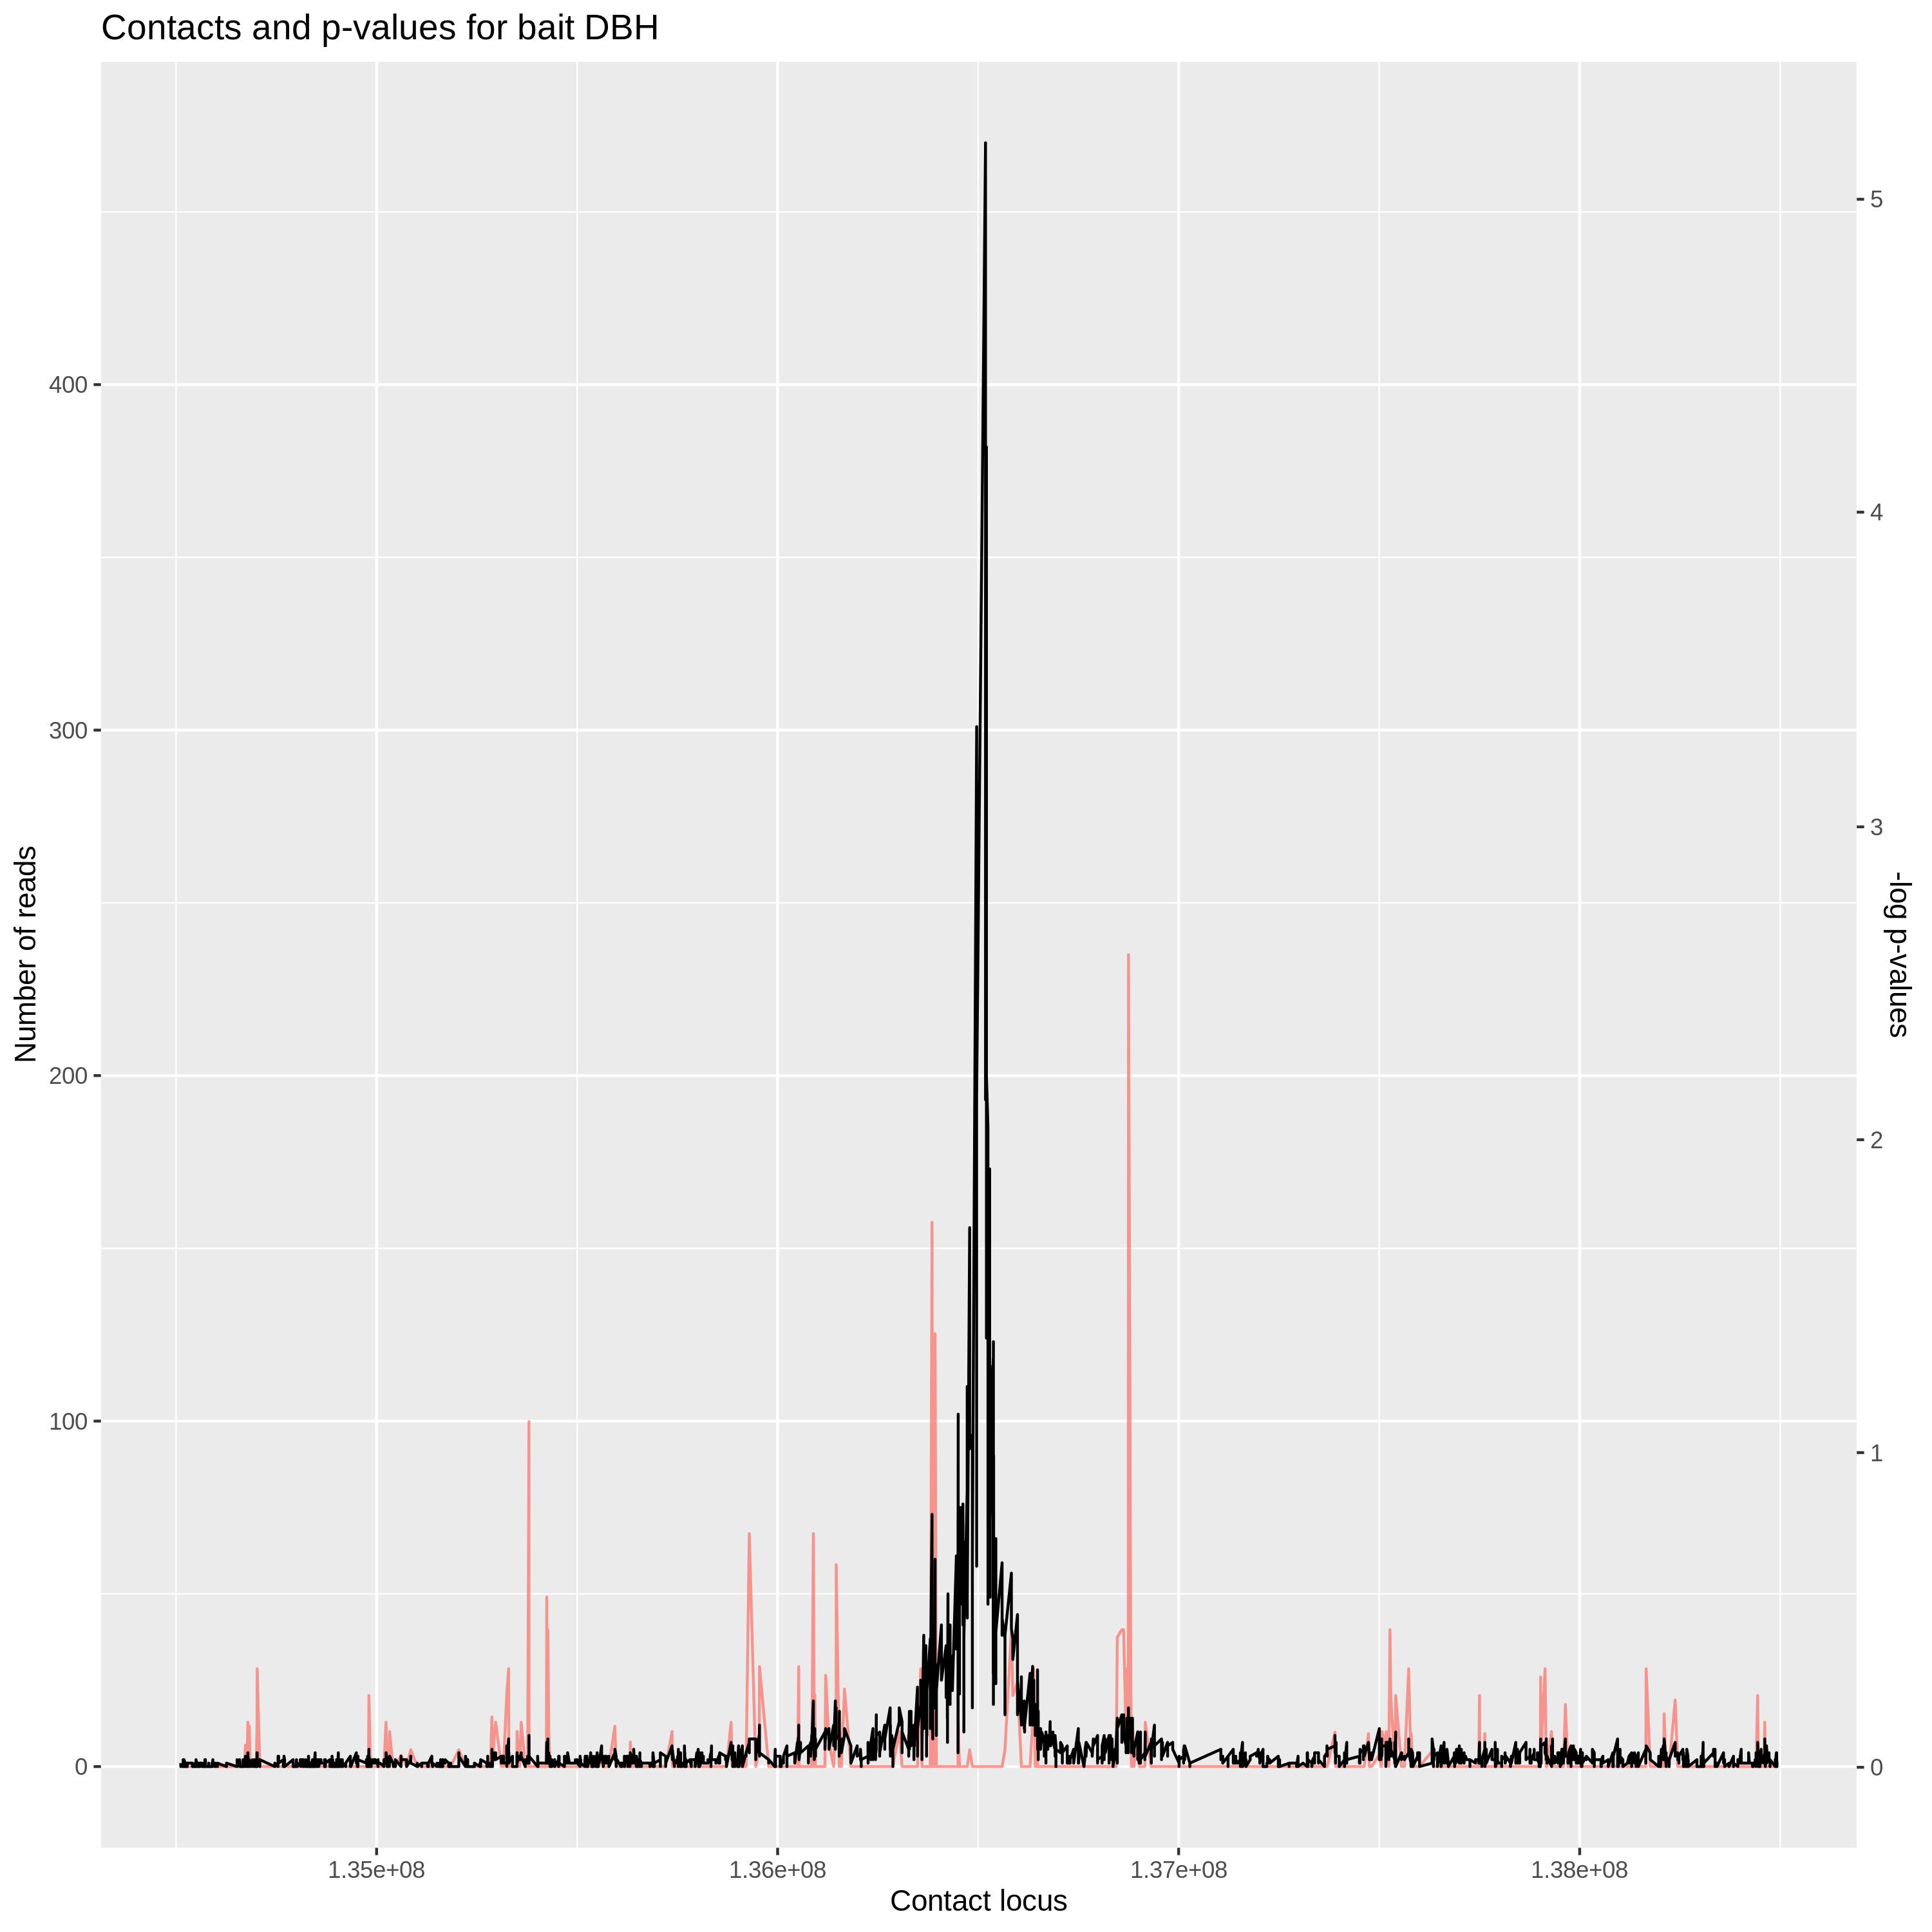 Contacts and p-values for bait DBH
Number of reads
400
300
200
100
0
5
4
3
2
1
0
-log p-values
1.35e+08
1.36e+08
1.37e+08
1.38e+08
Contact locus